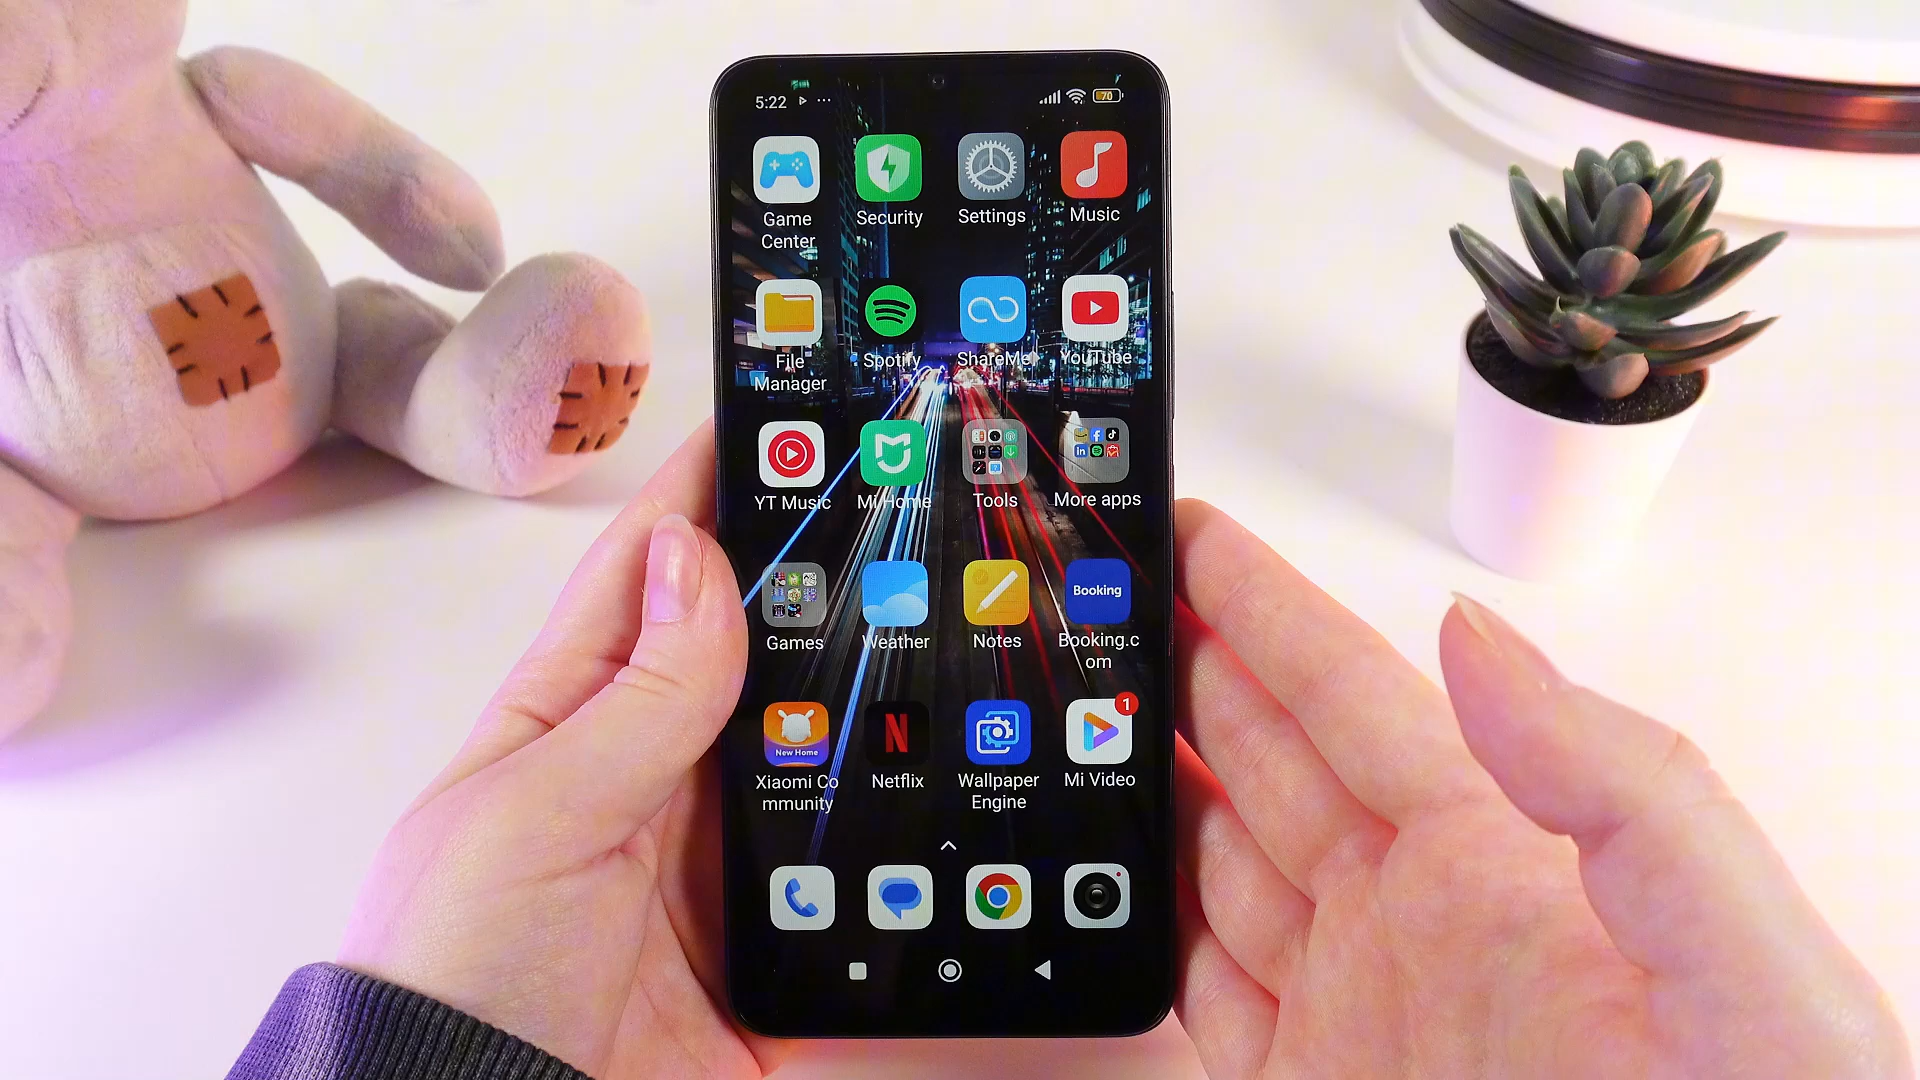 5:22
70
Game
Center
Security
Settings
Music
File
Manager
Spotify
ShareMe
YouTube
YT Music
Mi Home
Tools
More apps
Games
Weather
Notes
Booking
Booking.c
om
New Home
Xiaomi Co
mmunity
Netflix
N
Wallpaper
Engine
1
Mi Video